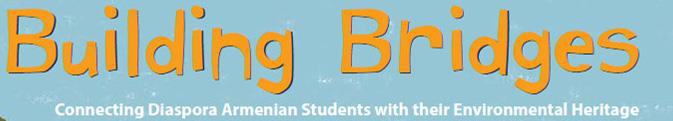 Building Bridges
Connecting Diaspora Armenian Students with their Environmental Heritage